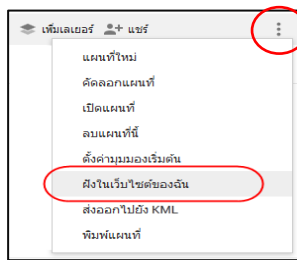 เพิ่มเลเยอร์ แชร์
แผนที่ใหม่
คัดลอกแผนที่
เปิดแผนที่
ลบแผนที่นี้
ตั้งค่ามุมมองเริ่มต้น
ฝังในเว็บไซต์ของฉัน
ส่งออกไปยัง KML
พิมพ์แผนที่